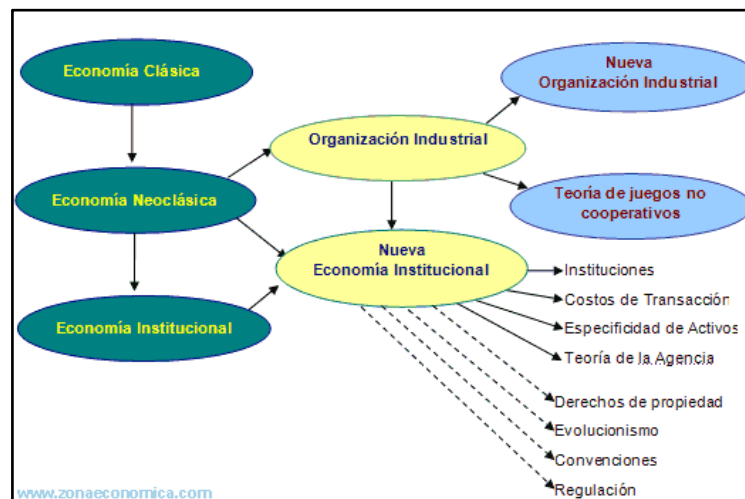 Economía Clásica
Nueva
Organización Industrial
Organización Industrial
Economía Neoclásica
Teoría de juegos no
cooperativos
Nueva
Economía Institucional
Instituciones
Costos de Transacción
Economía Institucional
Especificidad de Activos
Teoría de la Agencia
Derechos de propiedad
Evolucionismo
Convenciones
Regulación
www.zonaeconomica.com